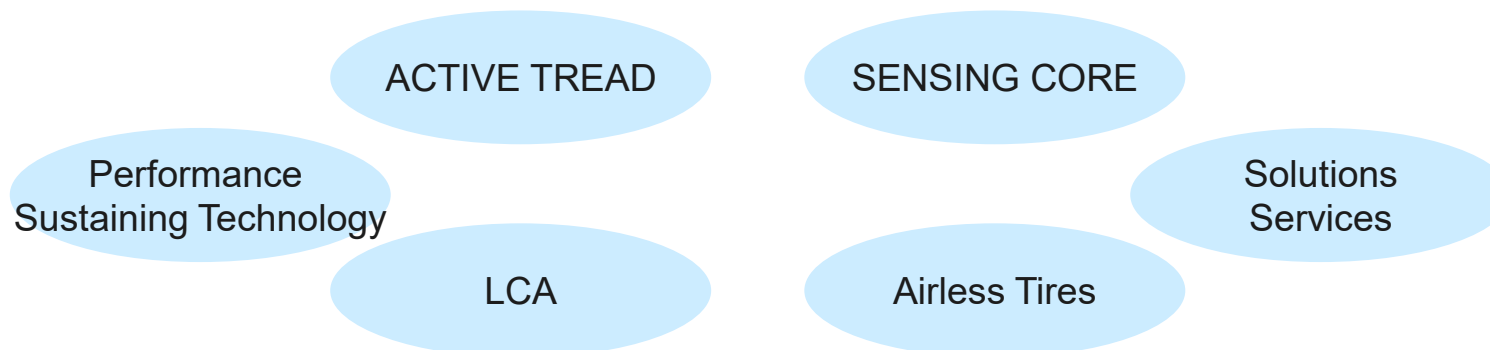 ACTIVE TREAD
SENSING CORE
Performance
Sustaining Technology
Solutions
Services
LCA
Airless Tires